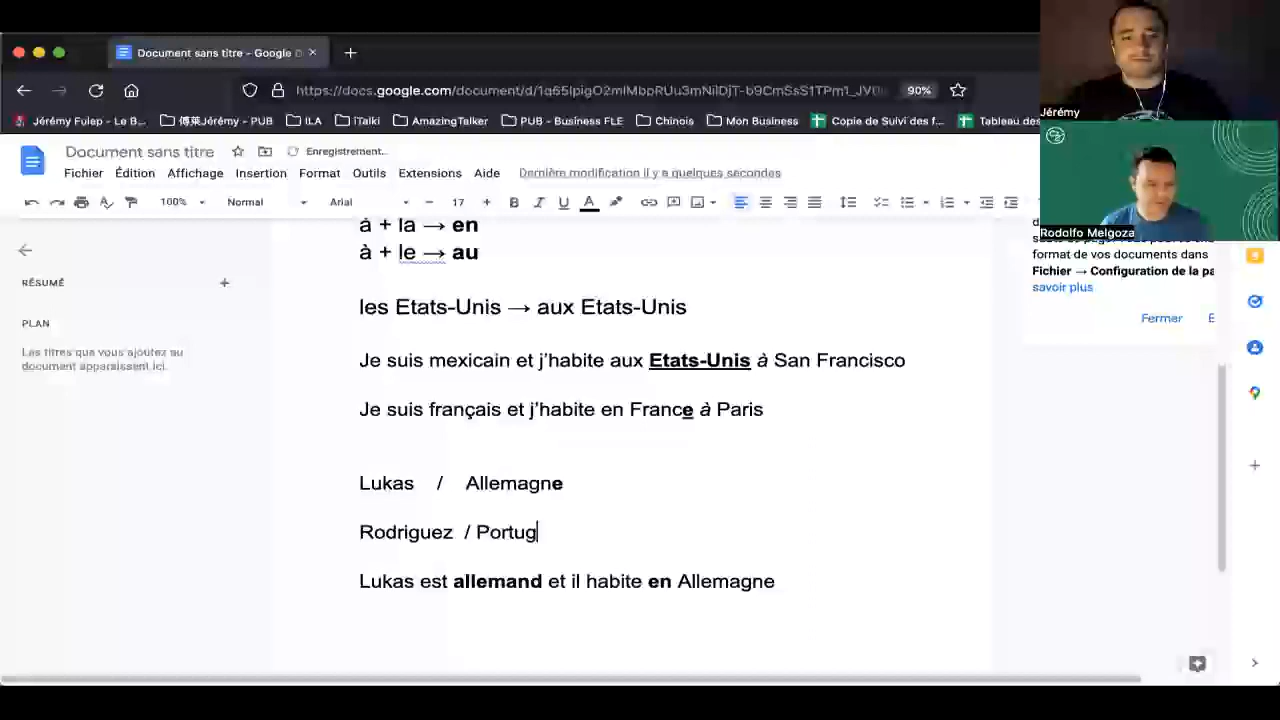 Document sans titre - Google D
https://docs.google.com/document/d/1q65IpigO2mIMbpRUu3mNilDjT-b9CmSsS1TPm1_JV0
90%
Jérémy Fulep - Le B...
傅莱Jérémy - PUB
ILA
iTalki
AmazingTalker
PUB - Business FLE
Chinois
Mon Business
Copie de Suivi des f...
Tableau des
Document sans titre
Enregistrement...
Fichier Édition Affichage Insertion Format Outils Extensions Aide
Dernière modification il y a quelques secondes
100% Normal Arial 17 B I U A
RÉSUMÉ
PLAN
Les titres que vous ajoutez au
document apparaissent ici.
à + la → en
à + le → au
les Etats-Unis → aux Etats-Unis
Je suis mexicain et j’habite aux Etats-Unis à San Francisco
Je suis français et j’habite en France à Paris
Lukas / Allemagne
Rodriguez / Portug
Lukas est allemand et il habite en Allemagne
Jérémy
Rodolfo Melgoza
format de vos documents dans
Fichier → Configuration de la pa
savoir plus
Fermer